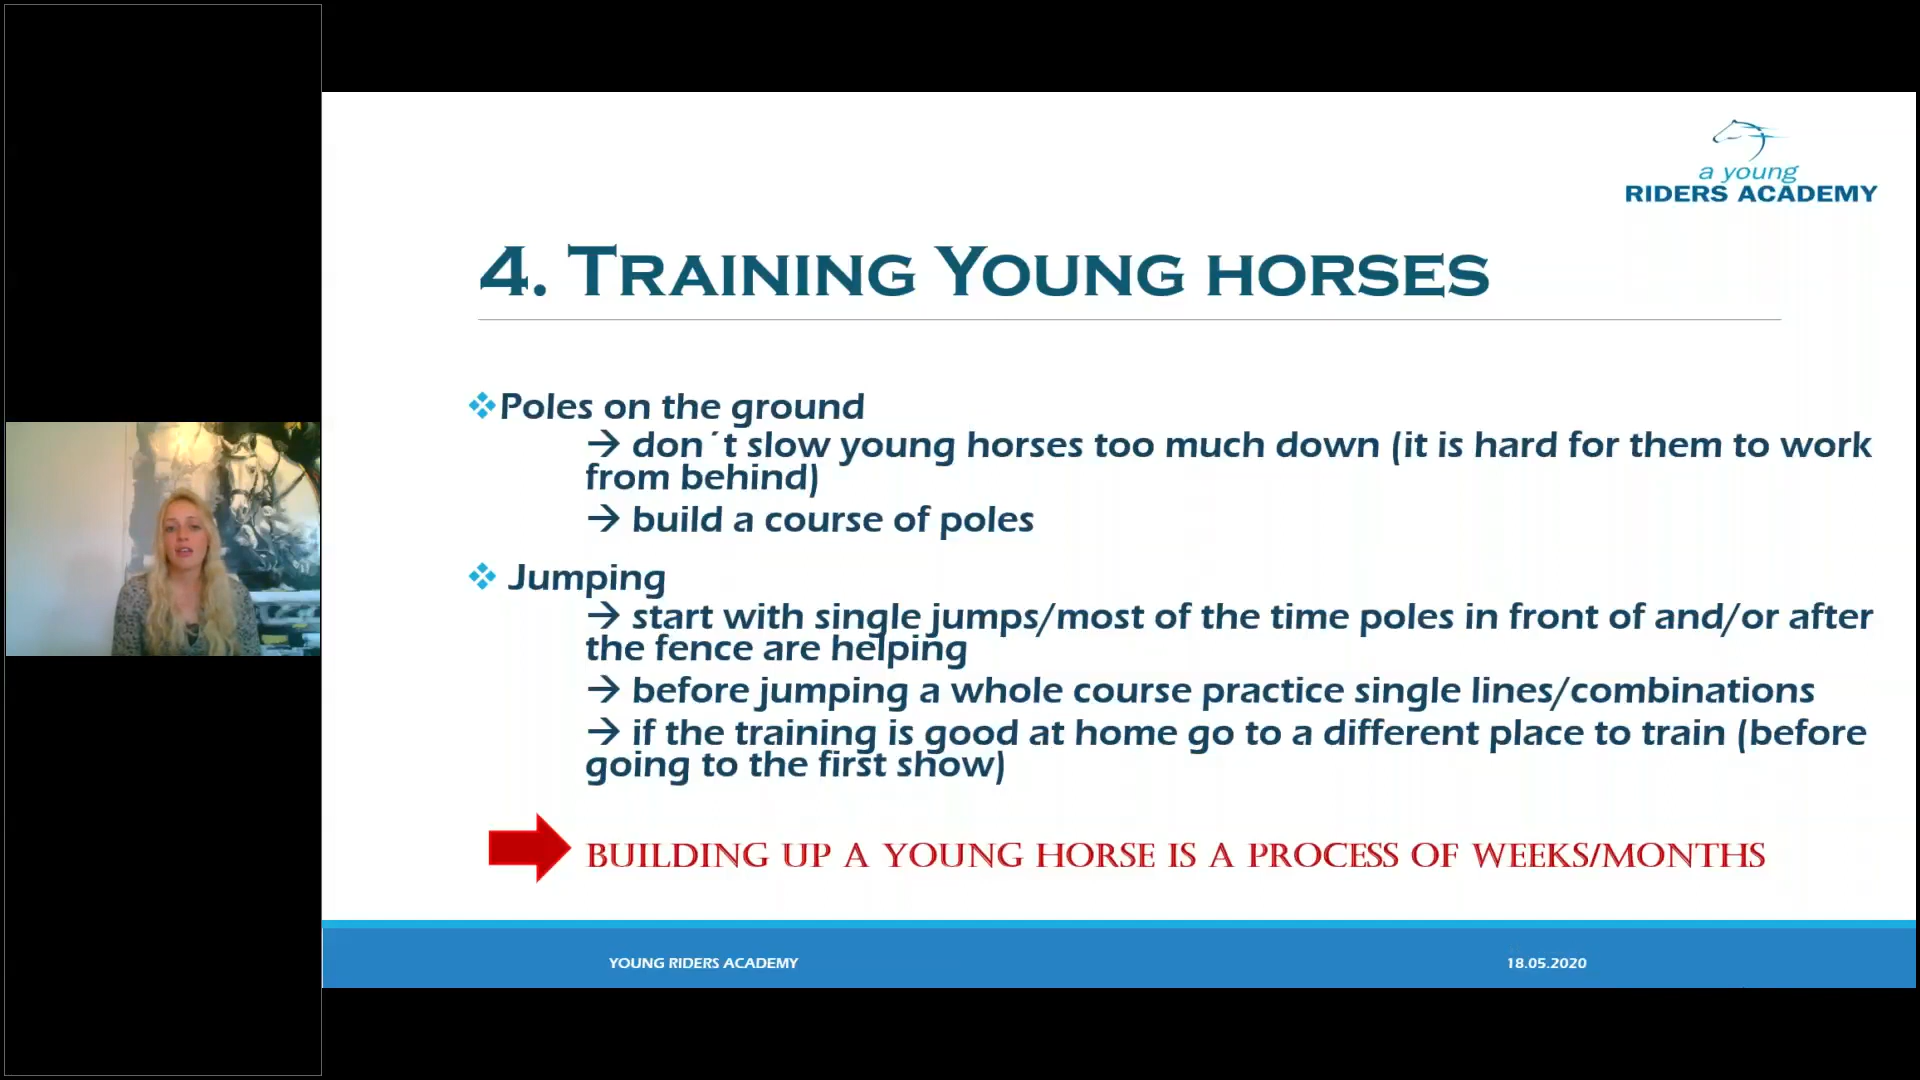 a young
RIDERS ACADEMY
4. TRAINING YOUNG HORSES
❖Poles on the ground
→ don´t slow young horses too much down (it is hard for them to work
from behind)
→ build a course of poles
❖ Jumping
→ start with single jumps/most of the time poles in front of and/or after
the fence are helping
→ before jumping a whole course practice single lines/combinations
→ if the training is good at home go to a different place to train (before
going to the first show)
BUILDING UP A YOUNG HORSE IS A PROCESS OF WEEKS/MONTHS
YOUNG RIDERS ACADEMY
18.05.2020